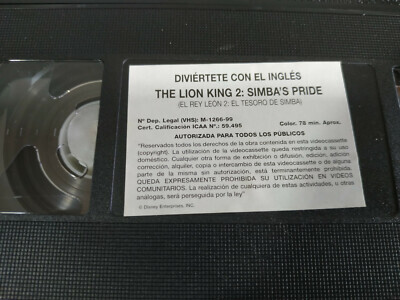 DIVIÉRTETE CON EL INGLÉS
THE LION KING 2: SIMBA'S PRIDE
(EL REY LEÓN 2: EL TESORO DE SIMBA)
Nº Dep. Legal (VHS): M-1266-99
Color. 78 min. Aprox.
Cert. Calificación ICAA Nº.: 59.495
AUTORIZADA PARA TODOS LOS PÚBLICOS
"Reservados todos los derechos de la obra contenida en esta videocassette
(copyright). La utilización de la videocassette queda restringida a su uso
doméstico. Cualquier otra forma de exhibición o difusión, edición, adición
corrección, alquiler, copia o intercambio de dicha obra o de alguna
parte de la misma sin autorización, está terminantemente prohibida.
QUEDA EXPRESAMENTE PROHIBIDA SU UTILIZACIÓN EN VIDEOS
COMUNITARIOS. La realización de cualquiera de estas actividades, u otras
análogas, será perseguida por la ley"
© Disney Enterprises, INC.